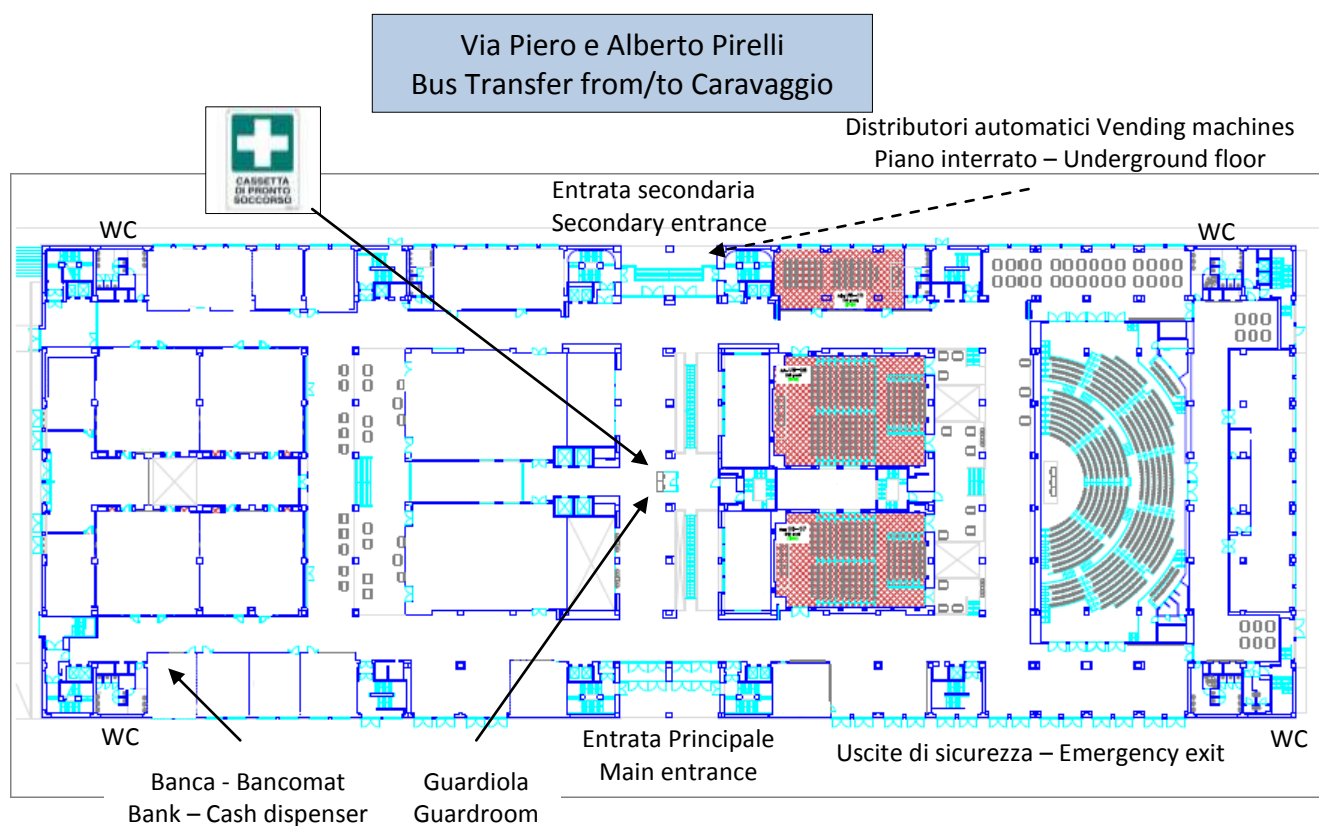 Via Piero e Alberto Pirelli
Bus Transfer from/to Caravaggio
CASSETTA
DI PRONTO
SOCCORSO
Distributori automatici Vending machines
Piano interrato – Underground floor
Entrata secondaria
Secondary entrance
WC
WC
WC
Banca - Bancomat
Bank – Cash dispenser
Guardiola
Guardroom
Entrata Principale
Main entrance
Uscite di sicurezza – Emergency exit
WC